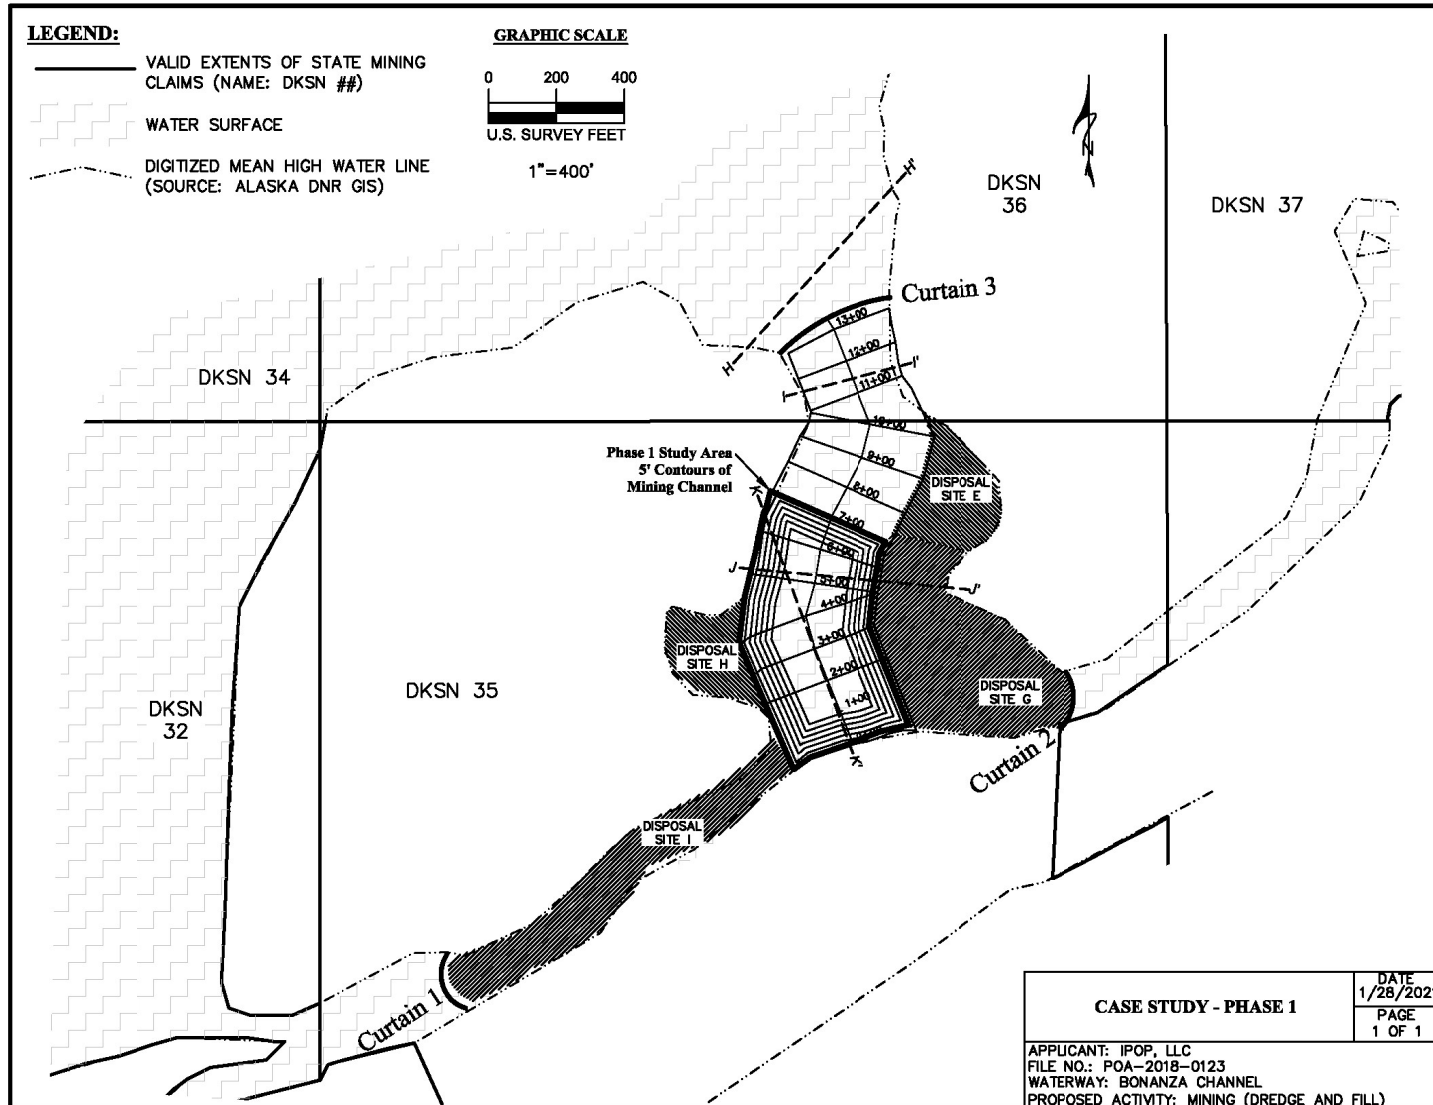 LEGEND:
VALID EXTENTS OF STATE MINING
CLAIMS (NAME: DKSN ##)
WATER SURFACE
DIGITIZED MEAN HIGH WATER LINE
(SOURCE: ALASKA DNR GIS)
GRAPHIC SCALE
0 200 400
U.S. SURVEY FEET
1"=400'
N
DKSN
36
DKSN 37
H'
Curtain 3
13+00
12+00
H
I'
11+00
I
DKSN 34
10+00
Phase 1 Study Area
5' Contours of
Mining Channel
9+00
8+00
DISPOSAL
SITE E
K
7+00
6+00
J
5+00
J'
4+00
3+00
DISPOSAL
SITE H
2+00
1+00
DISPOSAL
SITE G
DKSN 35
DKSN
32
K'
Curtain 2
DISPOSAL
SITE I
Curtain 1
CASE STUDY - PHASE 1
DATE
1/28/202
PAGE
1 OF 1
APPLICANT: IPOP, LLC
FILE NO.: POA-2018-0123
WATERWAY: BONANZA CHANNEL
PROPOSED ACTIVITY: MINING (DREDGE AND FILL)